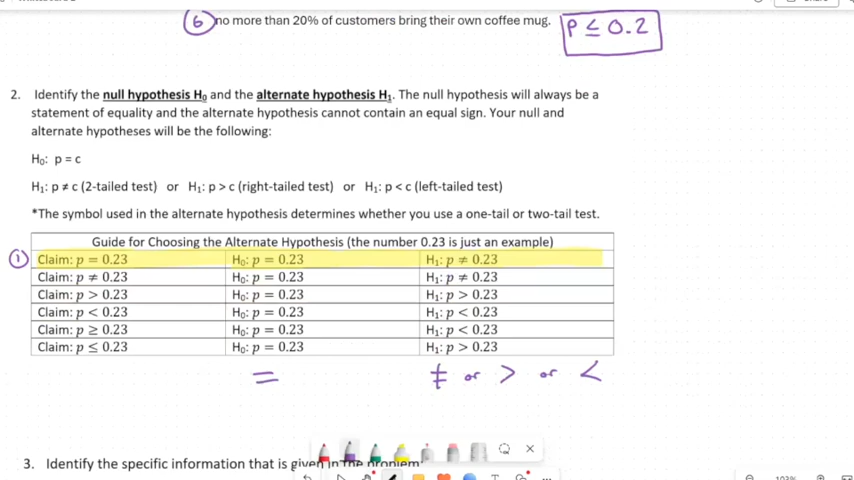 6 no more than 20% of customers bring their own coffee mug. P ≤ 0.2
2. Identify the null hypothesis H₀ and the alternate hypothesis H₁. The null hypothesis will always be a
statement of equality and the alternate hypothesis cannot contain an equal sign. Your null and
alternate hypotheses will be the following:
H₀: p = c
H₁: p ≠ c (2-tailed test) or H₁: p > c (right-tailed test) or H₁: p < c (left-tailed test)
*The symbol used in the alternate hypothesis determines whether you use a one-tail or two-tail test.
Guide for Choosing the Alternate Hypothesis (the number 0.23 is just an example)
1 Claim: p = 0.23 H₀: p = 0.23 H₁: p ≠ 0.23
Claim: p ≠ 0.23 H₀: p = 0.23 H₁: p ≠ 0.23
Claim: p > 0.23 H₀: p = 0.23 H₁: p > 0.23
Claim: p < 0.23 H₀: p = 0.23 H₁: p < 0.23
Claim: p ≥ 0.23 H₀: p = 0.23 H₁: p < 0.23
Claim: p ≤ 0.23 H₀: p = 0.23 H₁: p > 0.23
= ≠ or > or <
3. Identify the specific information that is given in the problem.